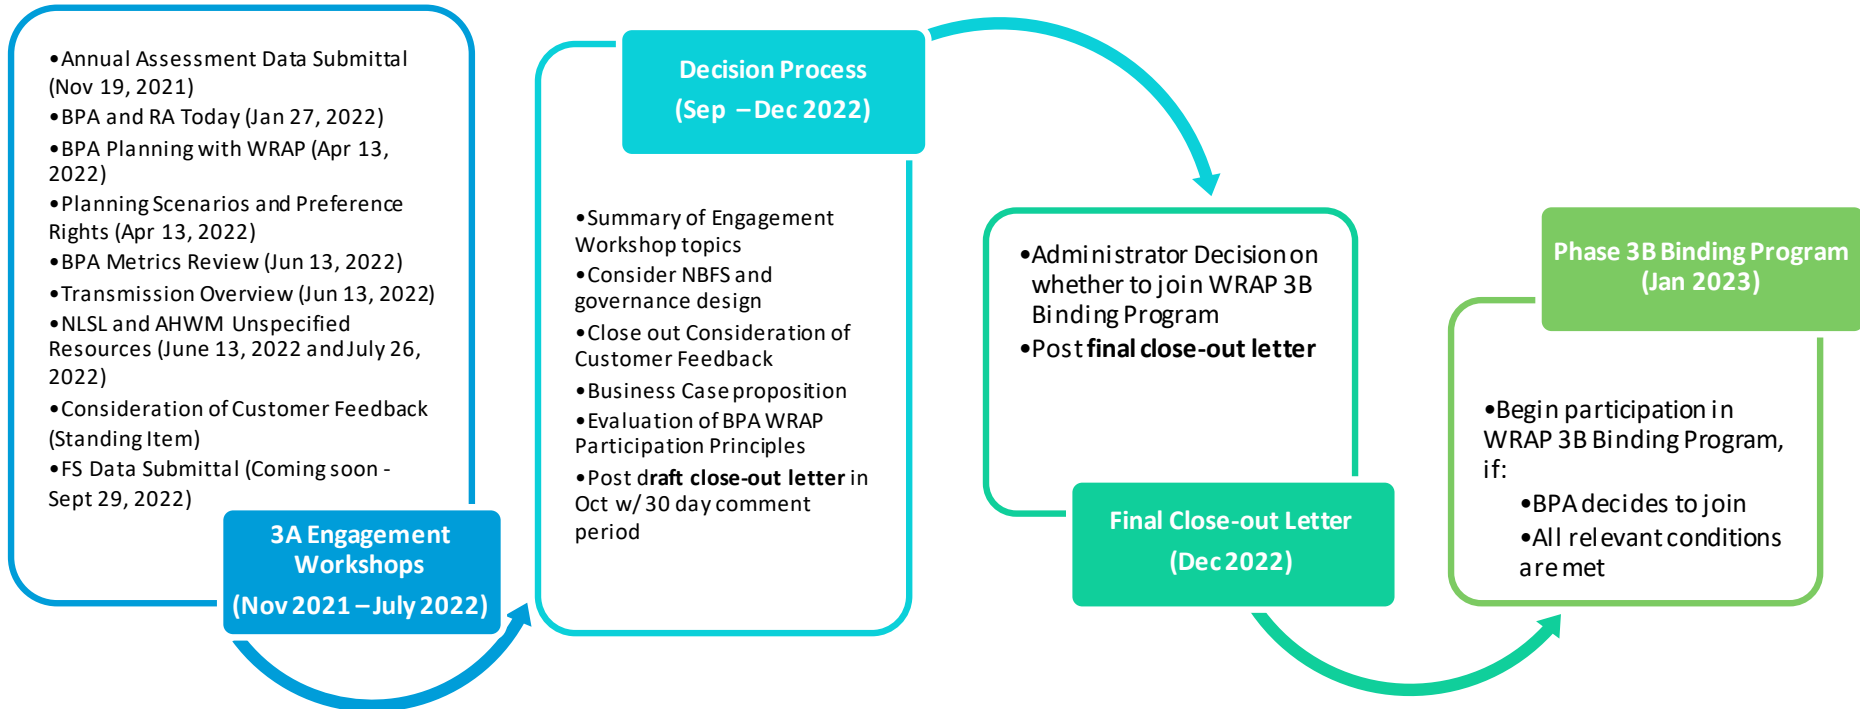 •Annual Assessment Data Submittal
(Nov 19, 2021)
•BPA and RA Today (Jan 27, 2022)
•BPA Planning with WRAP (Apr 13,
2022)
•Planning Scenarios and Preference
Rights (Apr 13, 2022)
•BPA Metrics Review (Jun 13, 2022)
•Transmission Overview (Jun 13, 2022)
•NLSL and AHWM Unspecified
Resources (June 13, 2022 and July 26,
2022)
•Consideration of Customer Feedback
(Standing Item)
•FS Data Submittal (Coming soon -
Sept 29, 2022)
3A Engagement
Workshops
(Nov 2021 – July 2022)
Decision Process
(Sep – Dec 2022)
•Summary of Engagement
Workshop topics
•Consider NBFS and
governance design
•Close out Consideration of
Customer Feedback
•Business Case proposition
•Evaluation of BPA WRAP
Participation Principles
•Post draft close-out letter in
Oct w/ 30 day comment
period
•Administrator Decision on
whether to join WRAP 3B
Binding Program
•Post final close-out letter
Final Close-out Letter
(Dec 2022)
Phase 3B Binding Program
(Jan 2023)
•Begin participation in
WRAP 3B Binding Program,
if:
•BPA decides to join
•All relevant conditions
are met